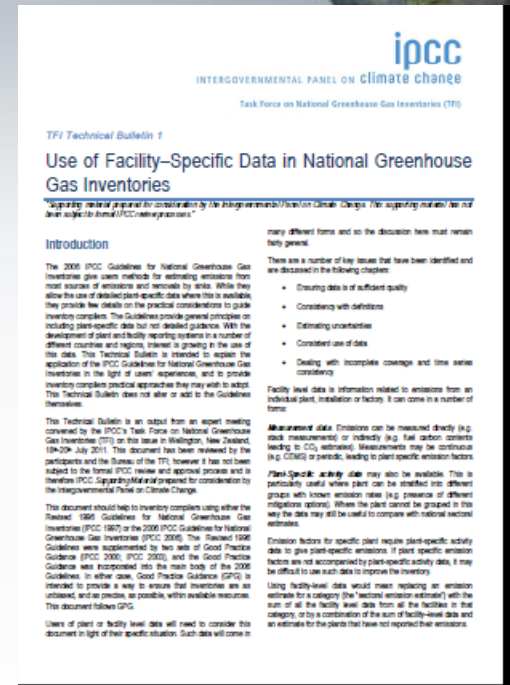 ipcc
INTERGOVERNMENTAL PANEL ON climate change
Task Force on National Greenhouse Gas Inventories (TFI)
TFI Technical Bulletin 1
Use of Facility–Specific Data in National Greenhouse
Gas Inventories
"Supporting material prepared for consideration by the Intergovernmental Panel on Climate Change. This supporting material has not
been subject to formal IPCC review processes."
Introduction
The 2006 IPCC Guidelines for National Greenhouse Gas
Inventories give users methods for estimating emissions from
most sources of emissions and removals by sinks. While they
allow the use of detailed plant-specific data where this is available,
they provide few details on the practical considerations to guide
inventory compilers. The Guidelines provide general principles on
including plant-specific data but not detailed guidance. With the
development of plant and facility reporting systems in a number of
different countries and regions, interest is growing in the use of
this data. This Technical Bulletin is intended to explain the
application of the IPCC Guidelines for National Greenhouse Gas
Inventories in the light of users' experiences, and to provide
inventory compilers practical approaches they may wish to adopt.
This Technical Bulletin does not alter or add to the Guidelines
themselves.
This Technical Bulletin is an output from an expert meeting
convened by the IPCC's Task Force on National Greenhouse
Gas Inventories (TFI) on this issue in Wellington, New Zealand,
18th-20th July 2011. This document has been reviewed by the
participants and the Bureau of the TFI; however it has not been
subject to the formal IPCC review and approval process and is
therefore IPCC Supporting Material prepared for consideration by
the Intergovernmental Panel on Climate Change.
This document should help to inventory compilers using either the
Revised 1996 Guidelines for National Greenhouse Gas
Inventories (IPCC 1997) or the 2006 IPCC Guidelines for National
Greenhouse Gas Inventories (IPCC 2006). The Revised 1996
Guidelines were supplemented by two sets of Good Practice
Guidance (IPCC 2000; IPCC 2003), and the Good Practice
Guidance was incorporated into the main body of the 2006
Guidelines. In either case, Good Practice Guidance (GPG) is
intended to provide a way to ensure that inventories are as
unbiased, and as precise, as possible, within available resources.
This document follows GPG.
Users of plant or facility level data will need to consider this
document in light of their specific situation. Such data will come in
many different forms and so the discussion here must remain
fairly general.
There are a number of key issues that have been identified and
are discussed in the following chapters:
• Ensuring data is of sufficient quality
• Consistency with definitions
• Estimating uncertainties
• Consistent use of data
• Dealing with incomplete coverage and time series
consistency
Facility level data is information related to emissions from an
individual plant, installation or factory. It can come in a number of
forms:
Measurement data: Emissions can be measured directly (e.g.
stack measurements) or indirectly (e.g. fuel carbon contents
leading to CO2 estimates). Measurements may be continuous
(e.g. CEMS) or periodic, leading to plant specific emission factors
Plant-Specific activity data may also be available. This is
particularly useful where plant can be stratified into different
groups with known emission rates (e.g. presence of different
mitigations options). Where the plant cannot be grouped in this
way the data may still be useful to compare with national sectoral
estimates.
Emission factors for specific plant require plant-specific activity
data to give plant-specific emissions. If plant specific emission
factors are not accompanied by plant-specific activity data, it may
be difficult to use such data to improve the inventory.
Using facility-level data would mean replacing an emission
estimate for a category (the "sectoral emission estimate") with the
sum of all the facility level data from all the facilities in that
category, or by a combination of the sum of facility–level data and
an estimate for the plants that have not reported their emissions.